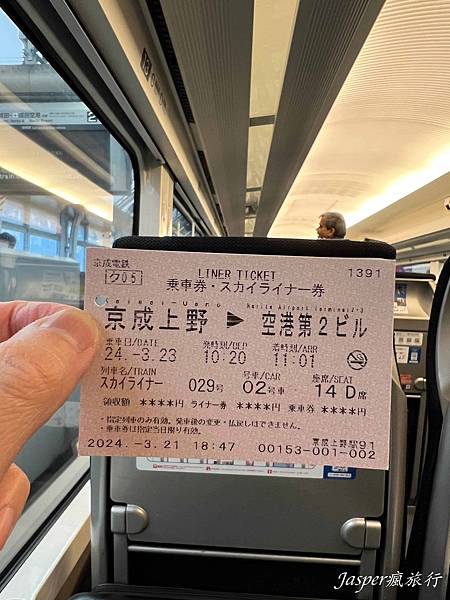 京成電鉄
ク05
LINER TICKET
乗車券・スカイライナー券
1391
Keisei-Ueno
Narita Airport Terminal2・3
京成上野 ▶ 空港第2ビル
乗車日/DATE 発時刻/DEP 着時刻/ARR
24.-3.23 10:20 11:01
列車名/TRAIN 号車/CAR 座席/SEAT
スカイライナー 029号 02号車 14 D席
領収額 ****円 ライナー券 ****円 乗車券 ****円
・指定列車のみ有効。発車後の変更・払戻しはできません。
・乗車券は指定当日限り有効。
2024.-3.21 18:47
京成上野駅91
00153-001-002
13
Jasper瘋旅行